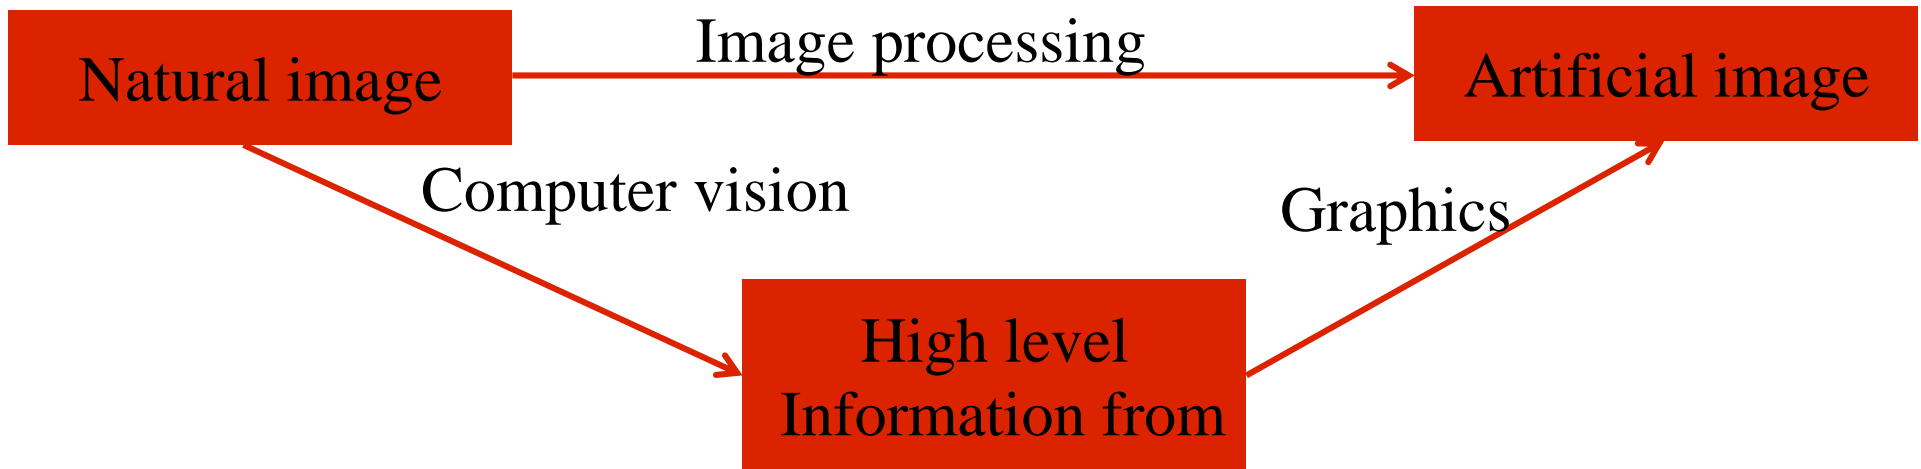 Image processing
Natural image
Artificial image
Computer vision
Graphics
High level
Information from